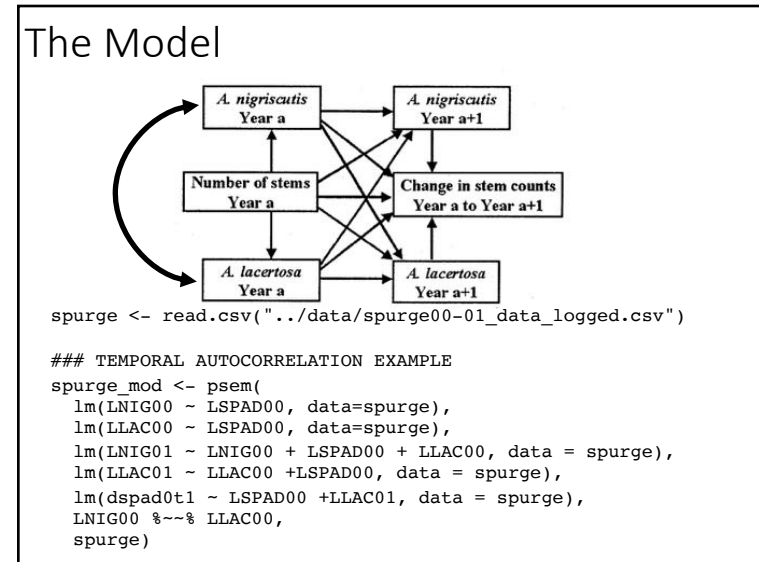 The Model
A. nigriscutis
Year a
A. nigriscutis
Year a+1
Number of stems
Year a
Change in stem counts
Year a to Year a+1
A. lacertosa
Year a
A. lacertosa
Year a+1
spurge <- read.csv("../data/spurge00-01_data_logged.csv")
### TEMPORAL AUTOCORRELATION EXAMPLE
spurge_mod <- psem(
lm(LNIG00 ~ LSPAD00, data=spurge),
lm(LLAC00 ~ LSPAD00, data=spurge),
lm(LNIG01 ~ LNIG00 + LSPAD00 + LLAC00, data = spurge),
lm(LLAC01 ~ LLAC00 +LSPAD00, data = spurge),
lm(dspad0t1 ~ LSPAD00 +LLAC01, data = spurge),
LNIG00 %~~% LLAC00,
spurge)